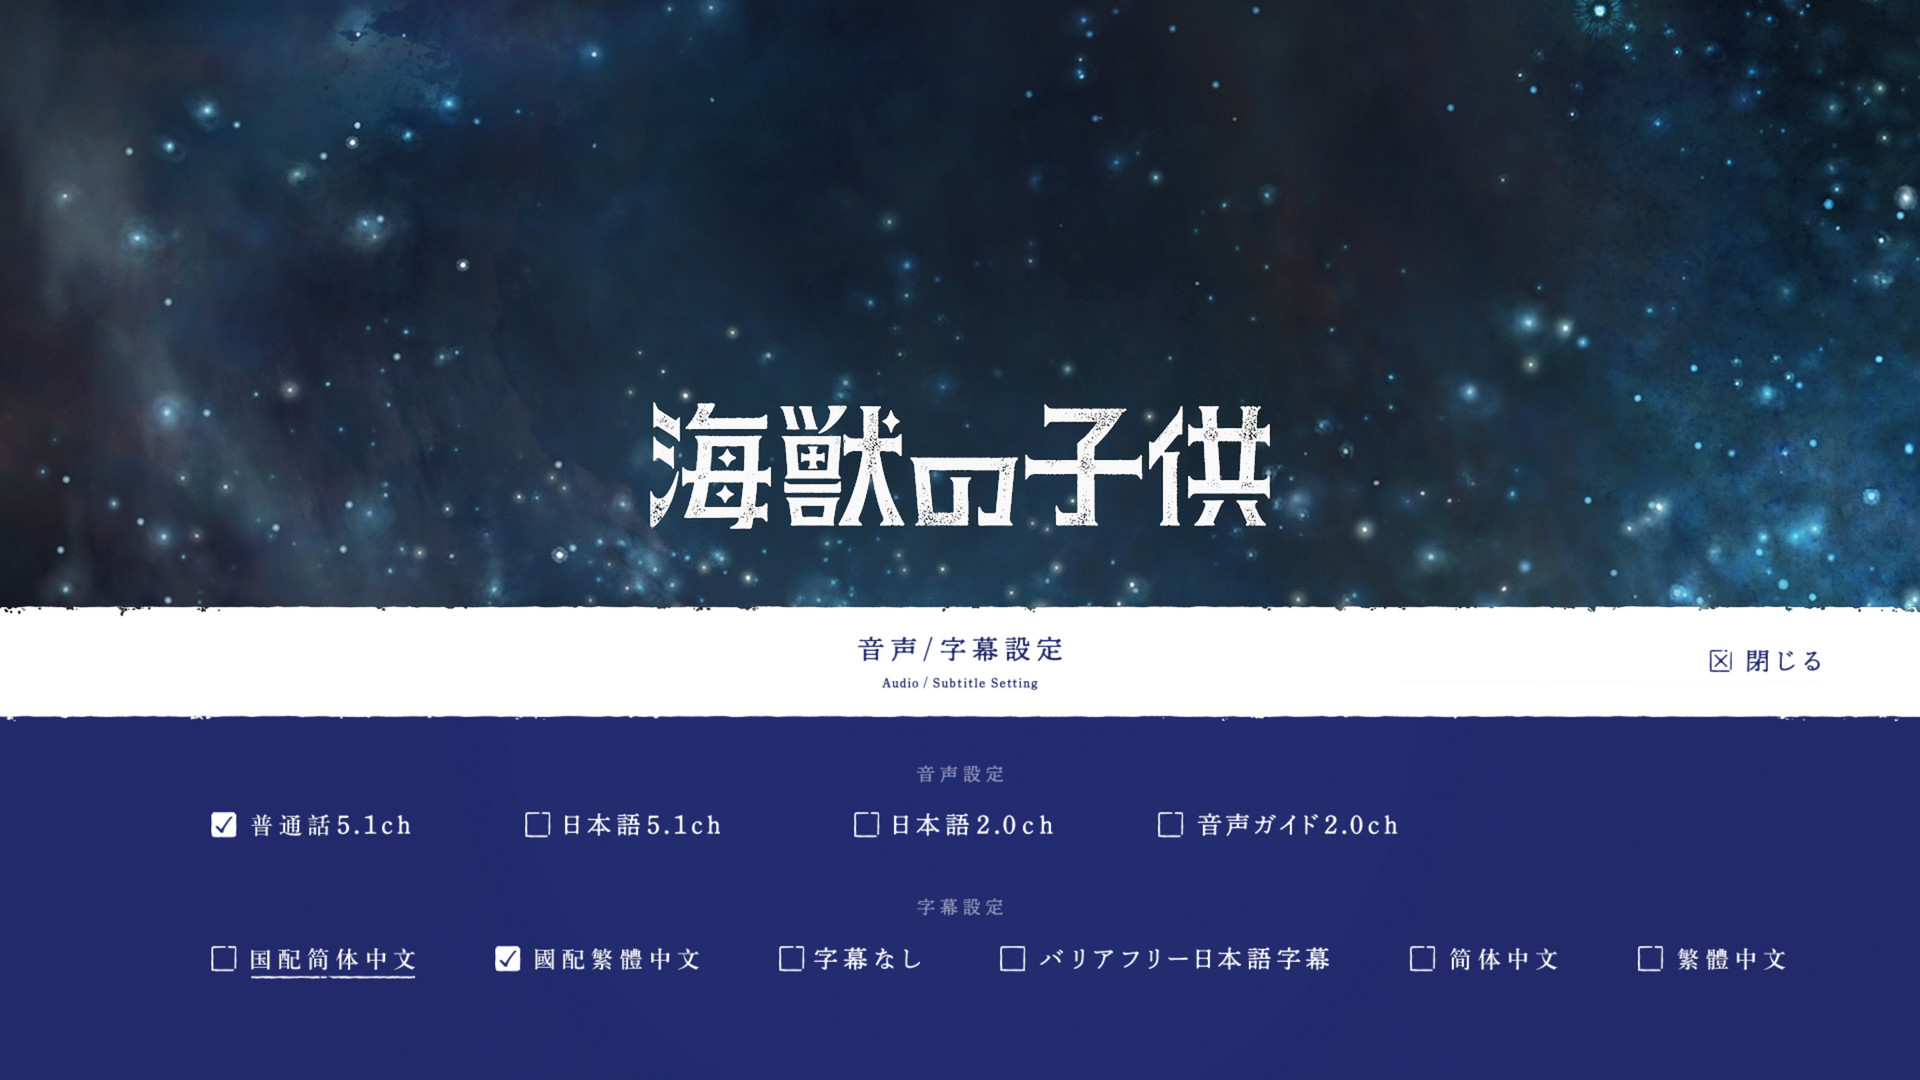 海獣の子供
音声/字幕設定
Audio / Subtitle Setting
閉じる
音声設定
普通話5.1ch 日本語5.1ch 日本語2.0ch 音声ガイド2.0ch
字幕設定
国配简体中文 國配繁體中文 字幕なし バリアフリー日本語字幕 简体中文 繁體中文